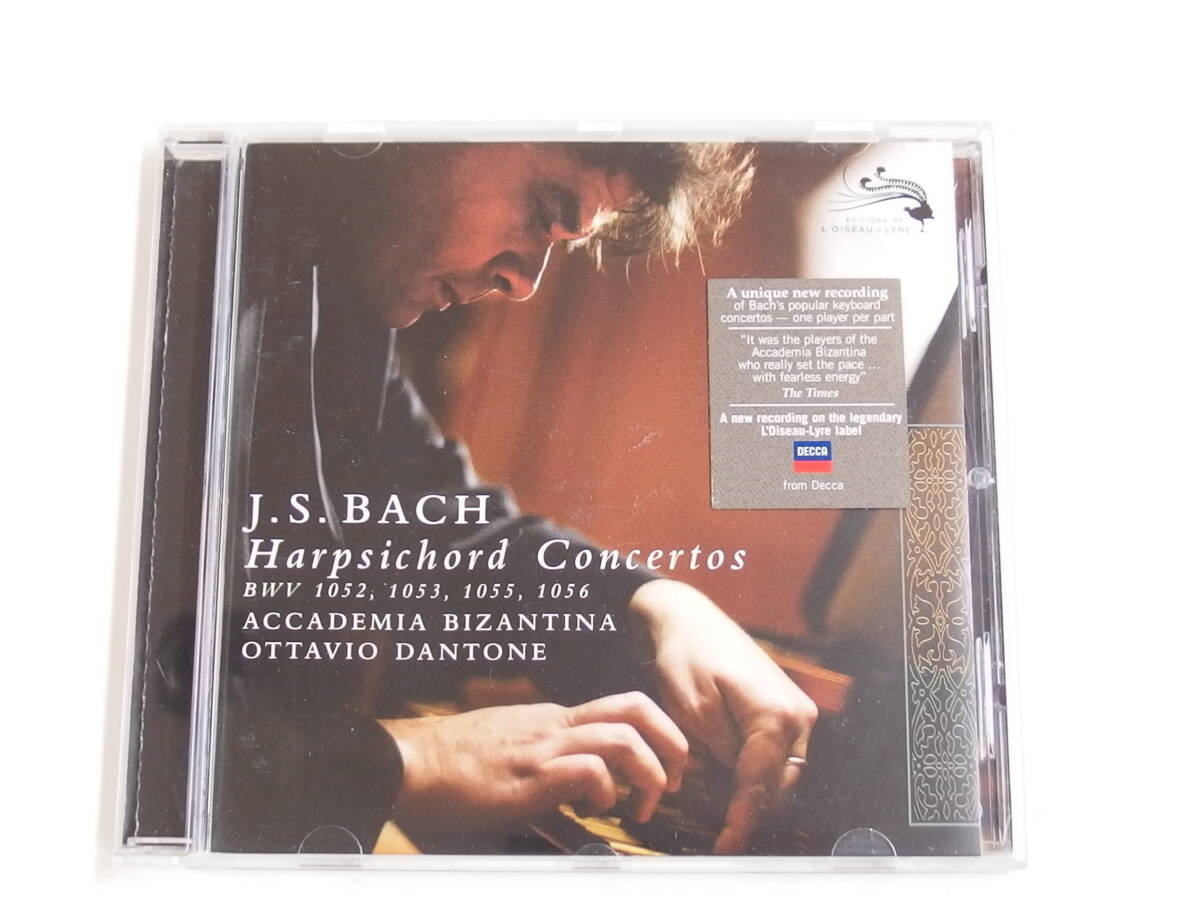 EDITIONS DE
L'OISEAU-LYRE
A unique new recording
of Bach's popular keyboard
concertos — one player per part
"It was the players of the
Accademia Bizantina
who really set the pace ...
with fearless energy"
The Times
A new recording on the legendary
L'Oiseau-Lyre label
DECCA
from Decca
J.S. BACH
Harpsichord Concertos
BWV 1052, 1053, 1055, 1056
ACCADEMIA BIZANTINA
OTTAVIO DANTONE